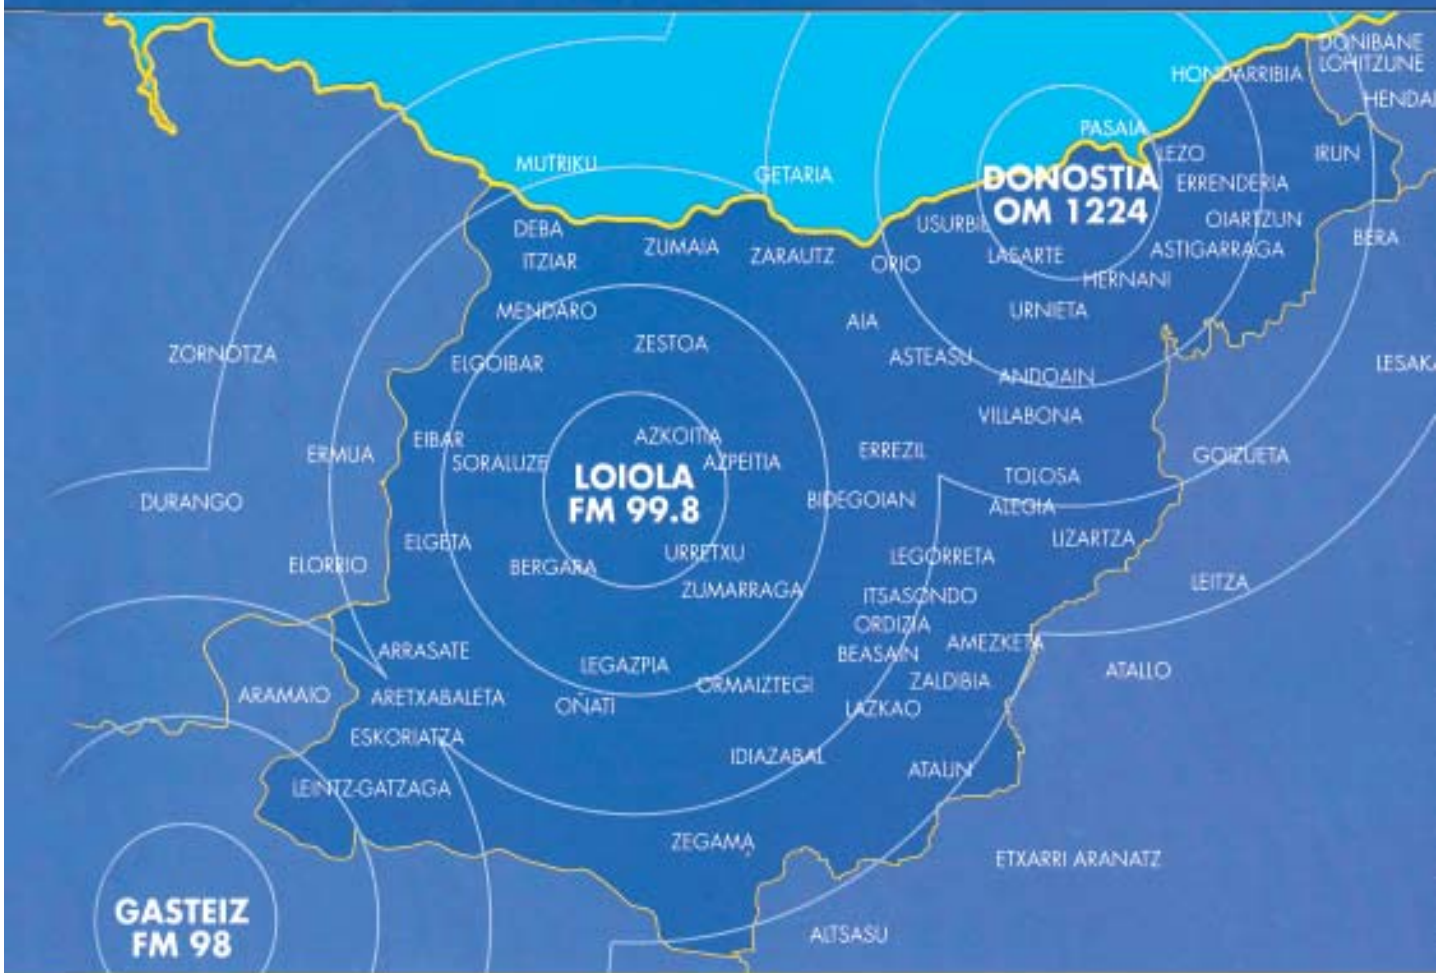 DONIBANE
LOHITZUNE
HONDARRIBIA
HENDAI
PASAIA
LEZO
IRUN
MUTRIKU
GETARIA
DONOSTIA
OM 1224
ERRENDERIA
OIARTZUN
USURBIL
DEBA
ZUMAIA
ZARAUTZ
ORIO
LASARTE
ASTIGARRAGA
BERA
ITZIAR
HERNANI
MENDARO
AIA
URNIETA
ZORNOTZA
ZESTOA
ELGOIBAR
ASTEASU
ANDOAIN
LESAKA
VILLABONA
EIBAR
AZKOITIA
ERMUA
SORALUZE
AZPEITIA
ERREZIL
GOIZUETA
LOIOLA
FM 99.8
TOLOSA
DURANGO
BIDEGOIAN
ALEGIA
ELGETA
LIZARTZA
ELORRIO
BERGARA
URRETXU
LEGORRETA
ZUMARRAGA
ITSASONDO
LEITZA
ORDIZIA
ARRASATE
BEASAIN
AMEZKETA
LEGAZPIA
ATALLO
ARAMAIO
ARETXABALETA
OÑATI
ORMAIZTEGI
ZALDIBIA
LAZKAO
ESKORIATZA
IDIAZABAL
ATAUN
LEINTZ-GATZAGA
ZEGAMA
ETXARRI ARANATZ
GASTEIZ
FM 98
ALTSASU